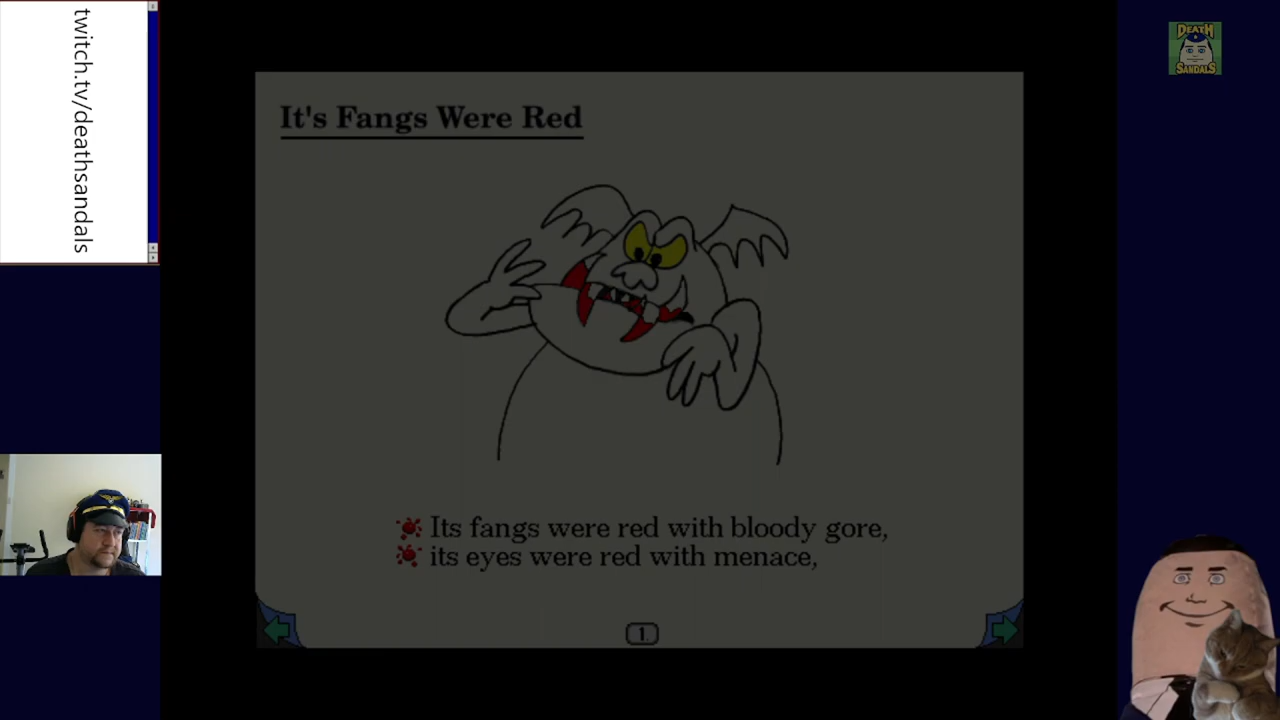 twitch.tv/deathsandals
DEATH
SANDALS
It's Fangs Were Red
Its fangs were red with bloody gore,
its eyes were red with menace,
1